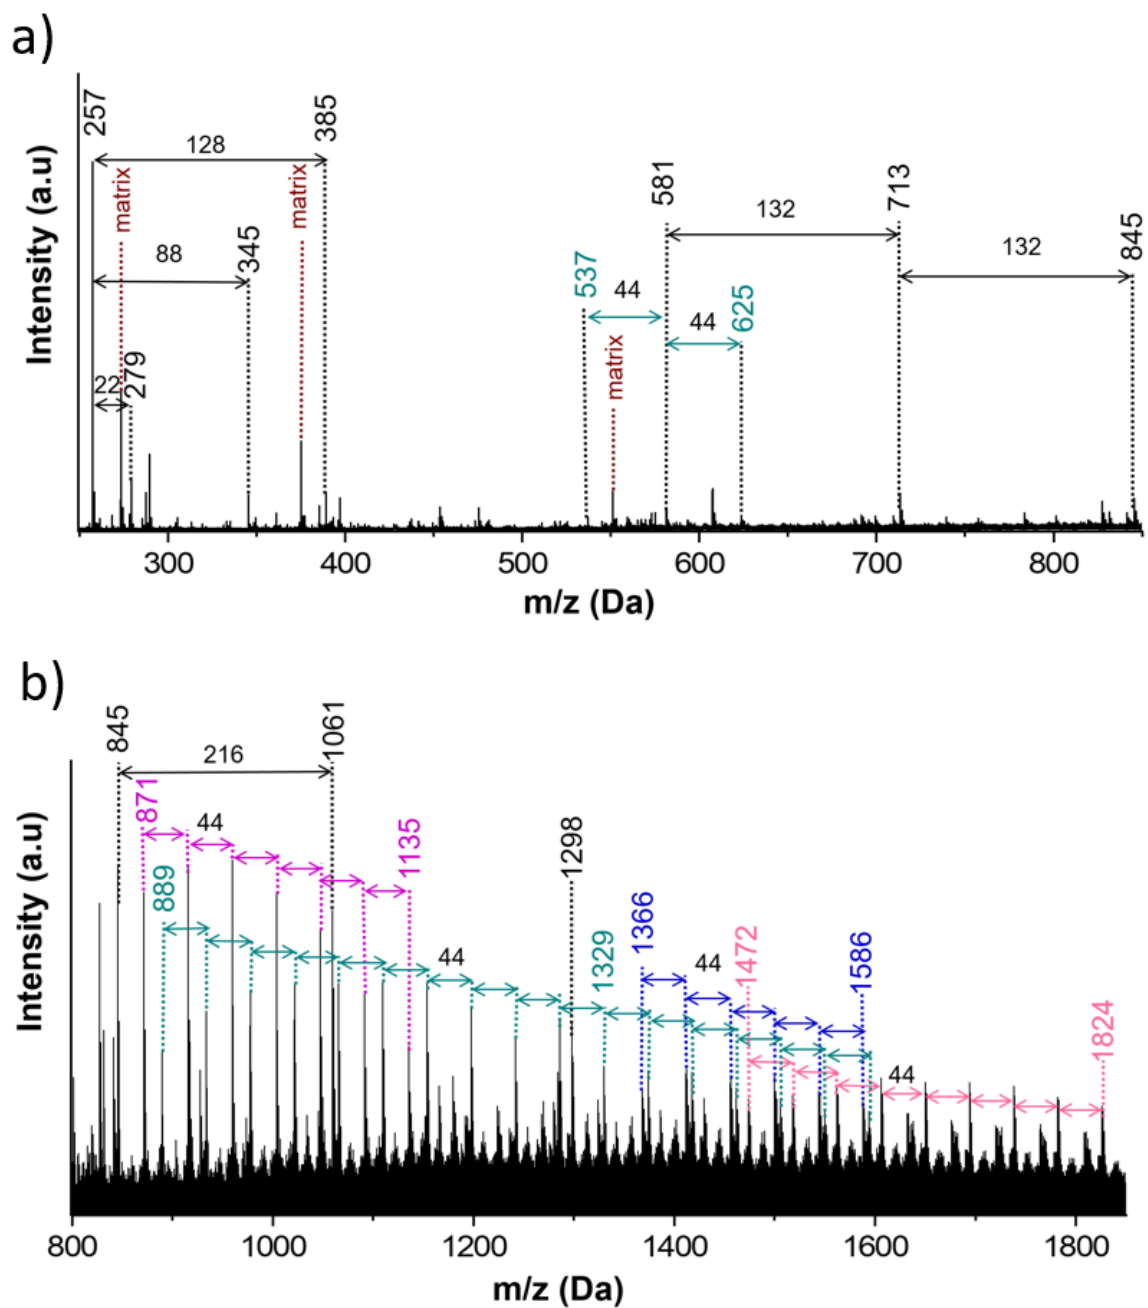 a)
Intensity (a.u)
257
128
385
matrix
matrix
88
345
22
279
537
44
581
44
625
matrix
132
713
132
845
300 400 500 600 700 800
m/z (Da)
b)
Intensity (a.u)
845
216
1061
871
44
1135
889
44
1298
1329
1366
44
1472
1586
44
1824
800 1000 1200 1400 1600 1800
m/z (Da)